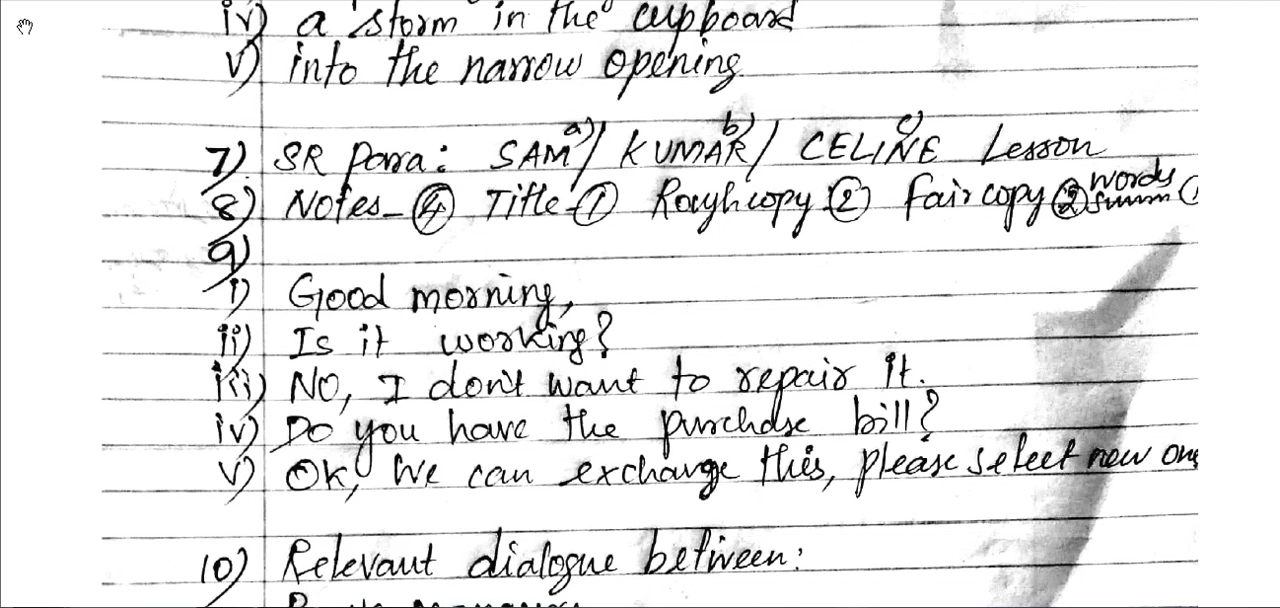 iv) a storm in the cupboard
v) into the narrow opening.
7) SR para: SAM a)/ KUMAR b)/ CELINE c) Lesson
8) Notes - ④ Title - ① Rough copy ② fair copy ② words summ
9)
i) Good morning,
ii) Is it working?
iii) NO, I don't want to repair it.
iv) Do you have the purchase bill?
v) OK, We can exchange this, please select new one
10) Relevant dialogue between: